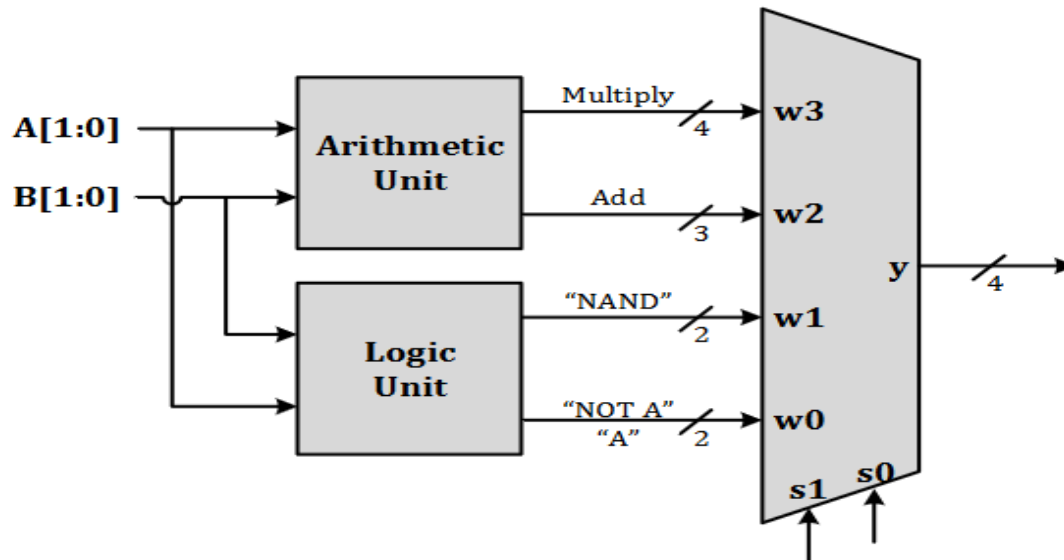 Multiply
4
w3
A[1:0]
Arithmetic
Unit
B[1:0]
Add
3
w2
y
4
“NAND”
2
w1
Logic
Unit
“NOT A”
“A”
2
w0
s1
s0